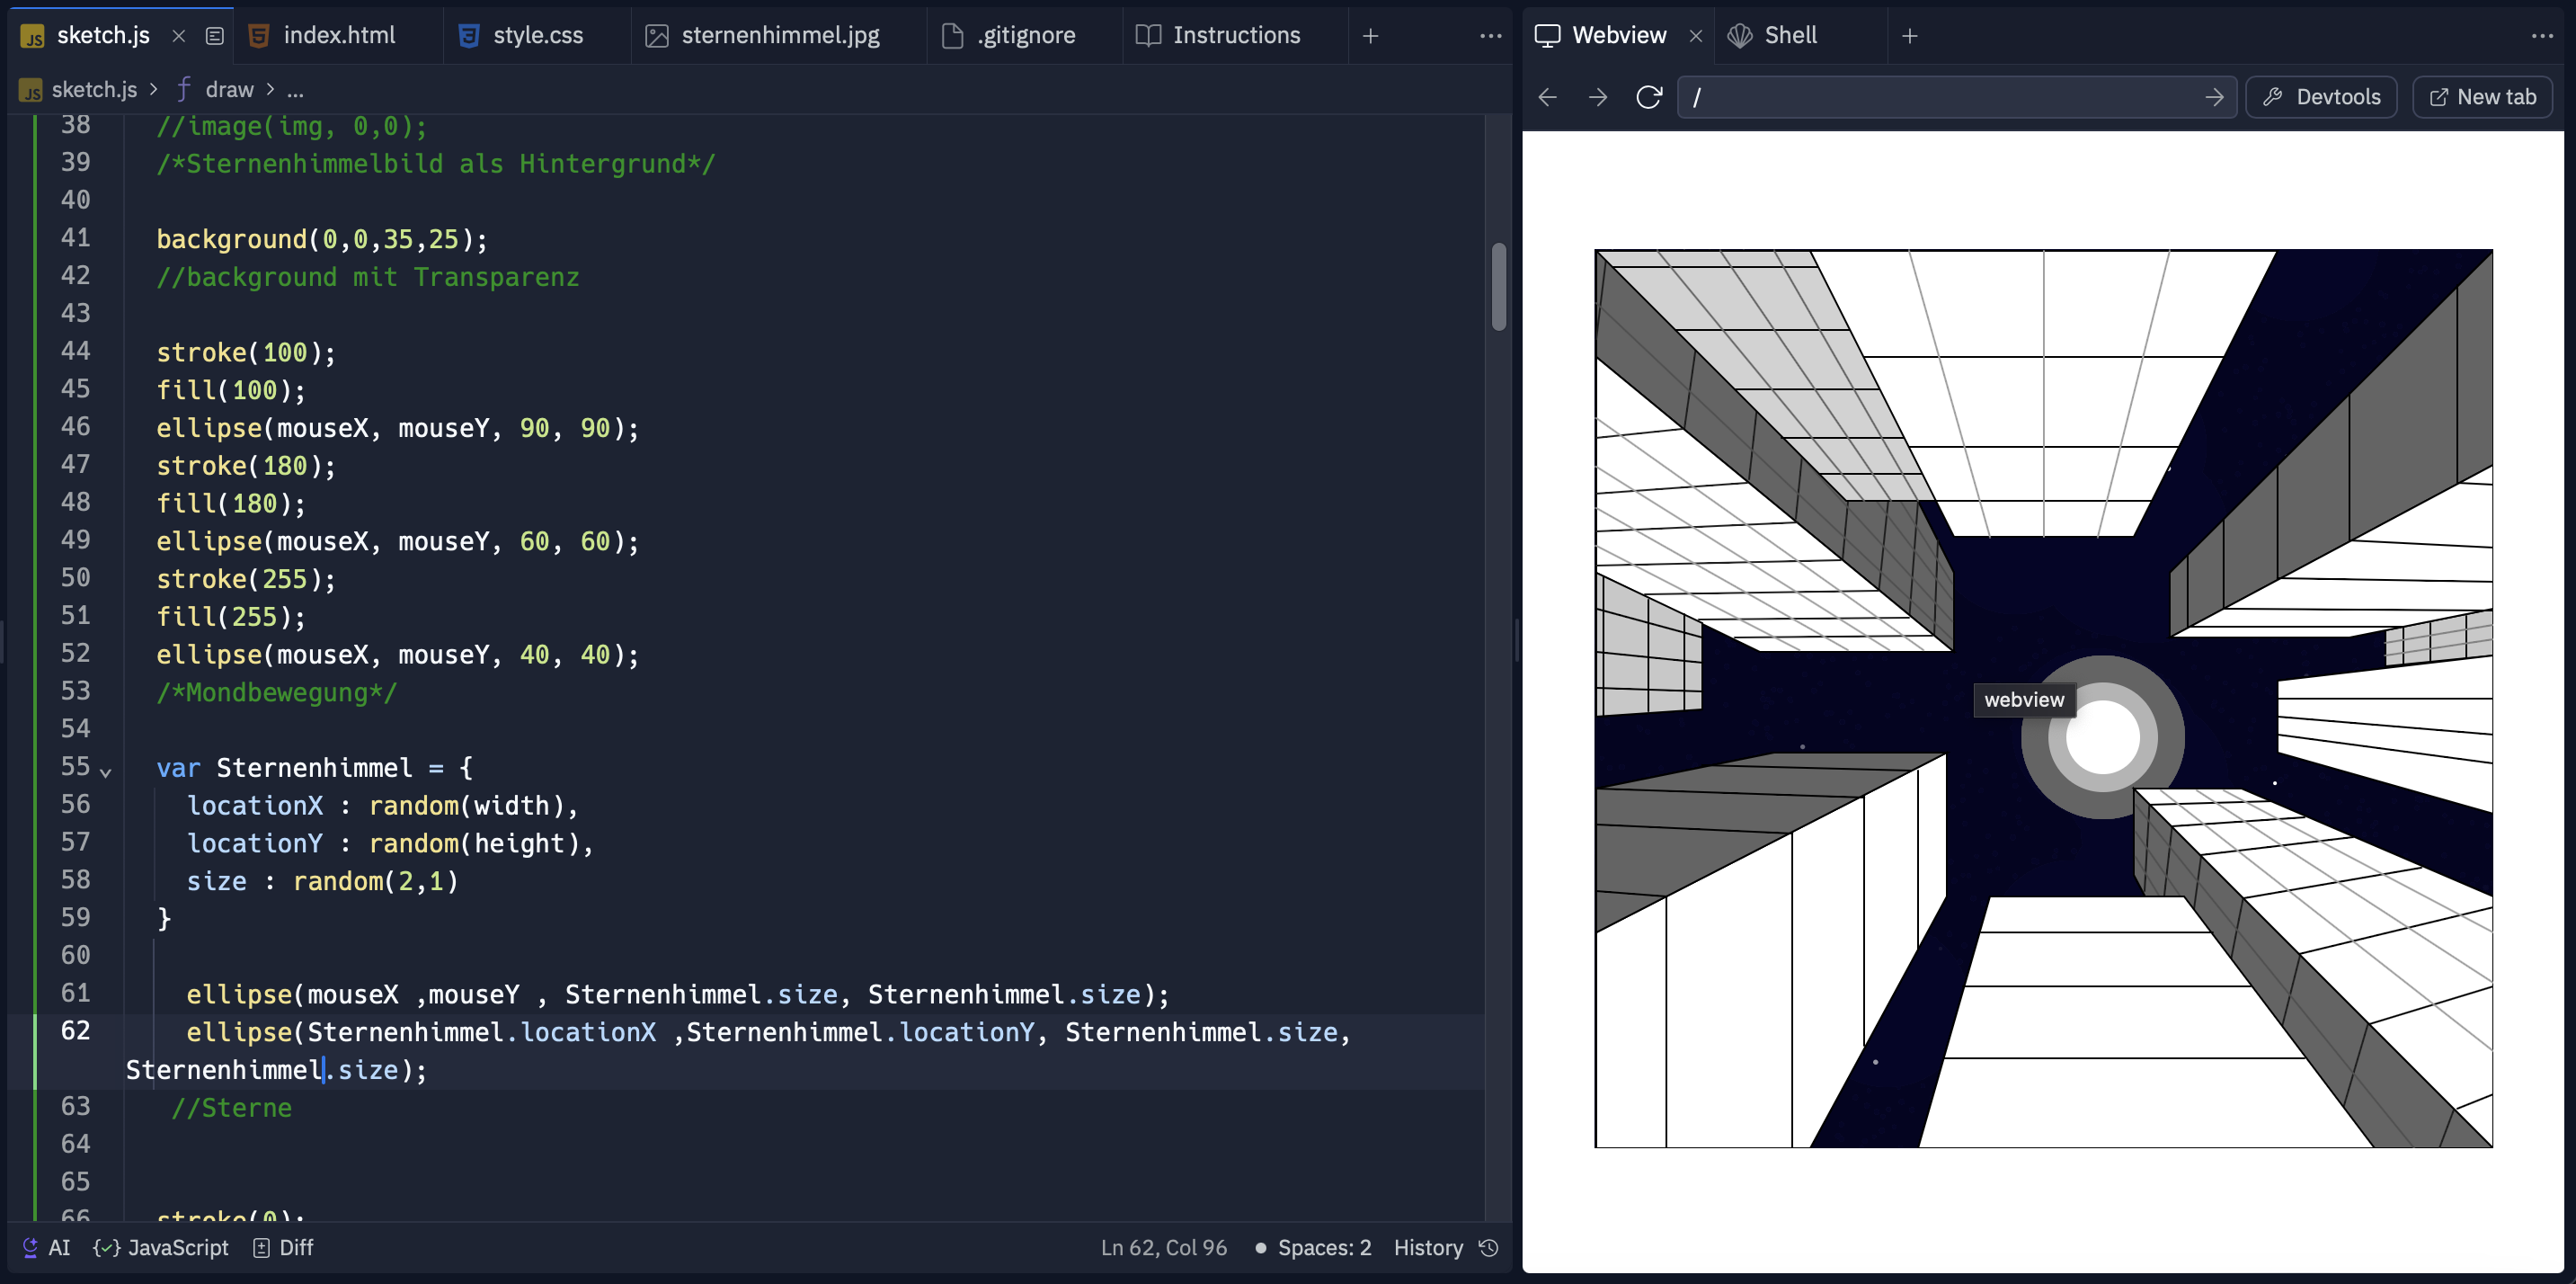 sketch.js index.html style.css sternenhimmel.jpg .gitignore Instructions
Webview Shell
sketch.js > draw > ...
/ Devtools New tab
38 //image(img, 0,0);
39 /*Sternenhimmelbild als Hintergrund*/
40
41 background(0,0,35,25);
42 //background mit Transparenz
43
44 stroke(100);
45 fill(100);
46 ellipse(mouseX, mouseY, 90, 90);
47 stroke(180);
48 fill(180);
49 ellipse(mouseX, mouseY, 60, 60);
50 stroke(255);
51 fill(255);
52 ellipse(mouseX, mouseY, 40, 40);
53 /*Mondbewegung*/
54
55 var Sternenhimmel = {
56 locationX : random(width),
57 locationY : random(height),
58 size : random(2,1)
59 }
60
61 ellipse(mouseX ,mouseY , Sternenhimmel.size, Sternenhimmel.size);
62 ellipse(Sternenhimmel.locationX ,Sternenhimmel.locationY, Sternenhimmel.size,
Sternenhimmel.size);
63 //Sterne
64
65
66 stroke(0);
webview
AI JavaScript Diff Ln 62, Col 96 Spaces: 2 History